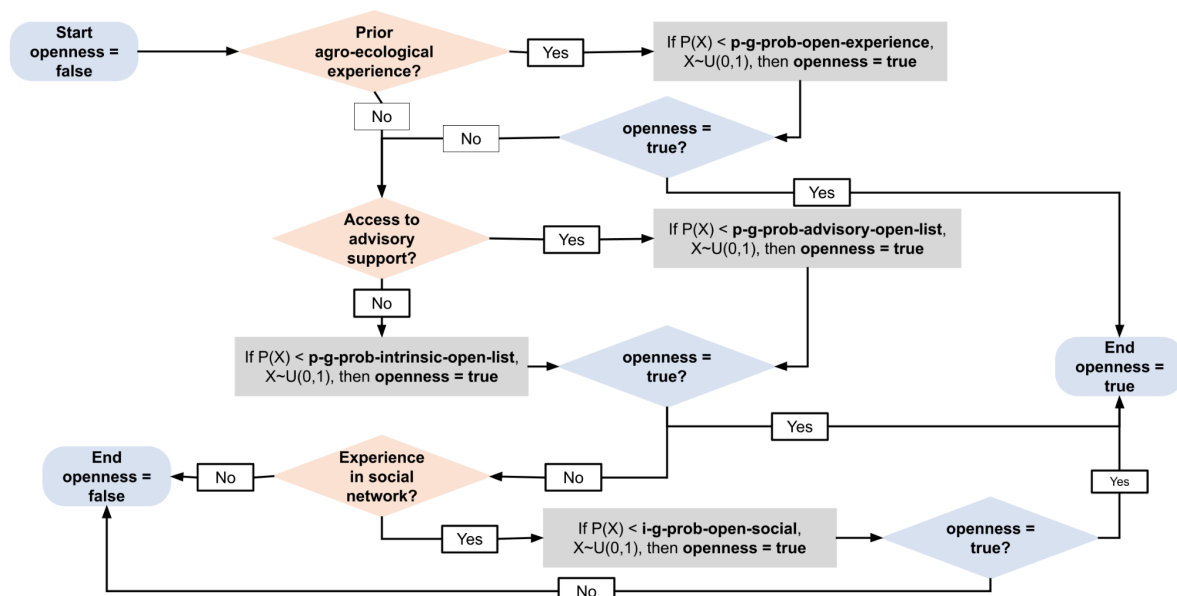 Start
openness =
false
Prior
agro-ecological
experience?
Yes
If P(X) < p-g-prob-open-experience,
X~U(0,1), then openness = true
No
No
openness =
true?
Yes
Access to
advisory
support?
Yes
If P(X) < p-g-prob-advisory-open-list,
X~U(0,1), then openness = true
No
If P(X) < p-g-prob-intrinsic-open-list,
X~U(0,1), then openness = true
openness =
true?
End
openness =
true
Yes
End
openness =
false
No
Experience
in social
network?
No
Yes
Yes
If P(X) < i-g-prob-open-social,
X~U(0,1), then openness = true
openness =
true?
No